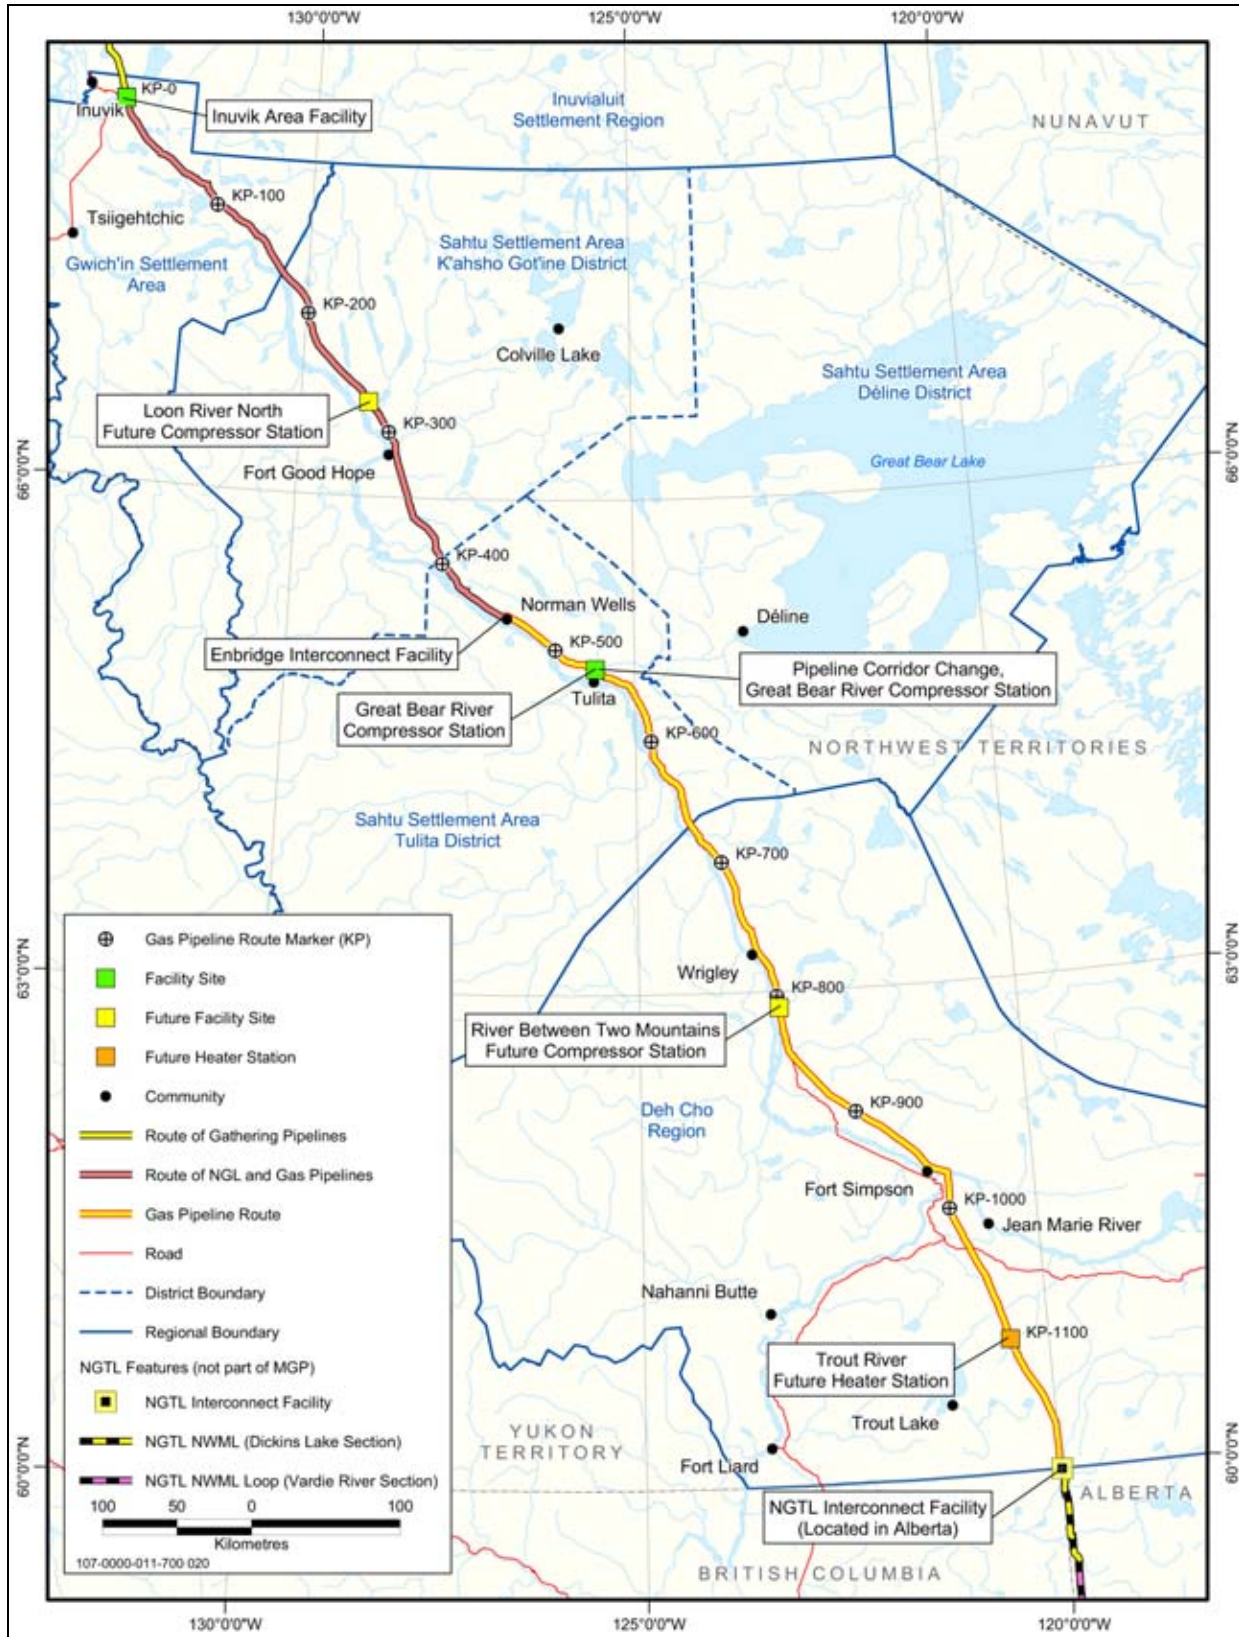 130°0'0"W
125°0'0"W
120°0'0"W
KP-0
Inuvik
Inuvik Area Facility
Inuvialuit
Settlement Region
NUNAVUT
KP-100
Tsiigehtchic
Gwich'in Settlement
Area
Sahtu Settlement Area
K'ahsho Got'ine District
KP-200
Colville Lake
Sahtu Settlement Area
Déline District
Loon River North
Future Compressor Station
KP-300
Fort Good Hope
Great Bear Lake
66°0'0"N
66°0'0"N
KP-400
Norman Wells
Enbridge Interconnect Facility
KP-500
Déline
Pipeline Corridor Change,
Great Bear River Compressor Station
Great Bear River
Compressor Station
Tulita
KP-600
NORTHWEST TERRITORIES
Sahtu Settlement Area
Tulita District
KP-700
Wrigley
KP-800
63°0'0"N
63°0'0"N
River Between Two Mountains
Future Compressor Station
Deh Cho
Region
KP-900
Fort Simpson
KP-1000
Jean Marie River
Nahanni Butte
KP-1100
Trout River
Future Heater Station
Trout Lake
YUKON
TERRITORY
Fort Liard
60°0'0"N
60°0'0"N
NGTL Interconnect Facility
(Located in Alberta)
ALBERTA
BRITISH COLUMBIA
Gas Pipeline Route Marker (KP)
Facility Site
Future Facility Site
Future Heater Station
Community
Route of Gathering Pipelines
Route of NGL and Gas Pipelines
Gas Pipeline Route
Road
District Boundary
Regional Boundary
NGTL Features (not part of MGP)
NGTL Interconnect Facility
NGTL NWML (Dickins Lake Section)
NGTL NWML Loop (Vardie River Section)
100 50 0 100
Kilometres
107-0000-011-700 020
130°0'0"W
125°0'0"W
120°0'0"W